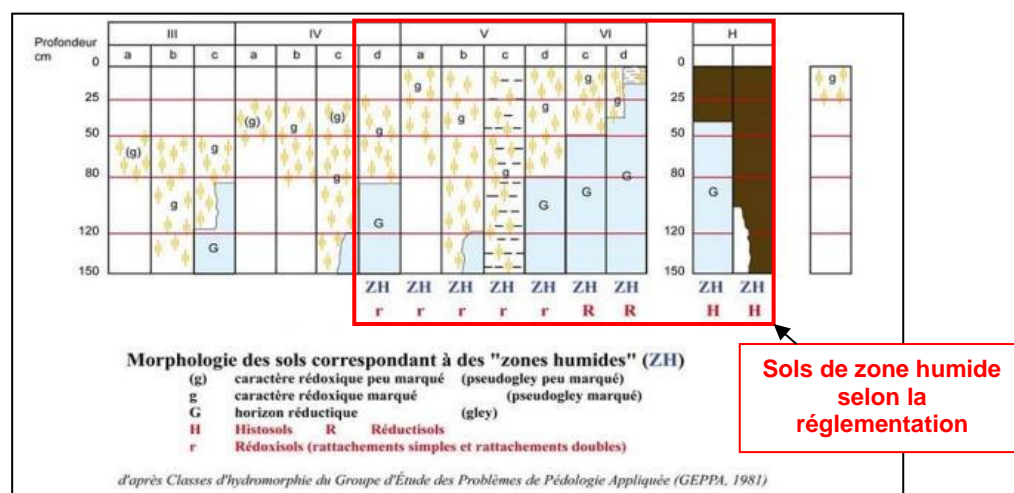 III IV V VI H
Profondeur
cm
a b c a b c d a b c d c d
0 0
g g g
25 25
(g) g (g) g g g g
50 50
(g) g
80 g g G 80 G
g G G
120 G G 120
150 150
ZH ZH ZH ZH ZH ZH ZH ZH ZH
r r r r r R R H H
Morphologie des sols correspondant à des "zones humides" (ZH)
(g) caractère rédoxique peu marqué (pseudogley peu marqué)
g caractère rédoxique marqué (pseudogley marqué)
G horizon réductique (gley)
H Histosols R Réductisols
r Rédoxisols (rattachements simples et rattachements doubles)
d'après Classes d'hydromorphie du Groupe d'Étude des Problèmes de Pédologie Appliquée (GEPPA, 1981)
Sols de zone humide
selon la
réglementation